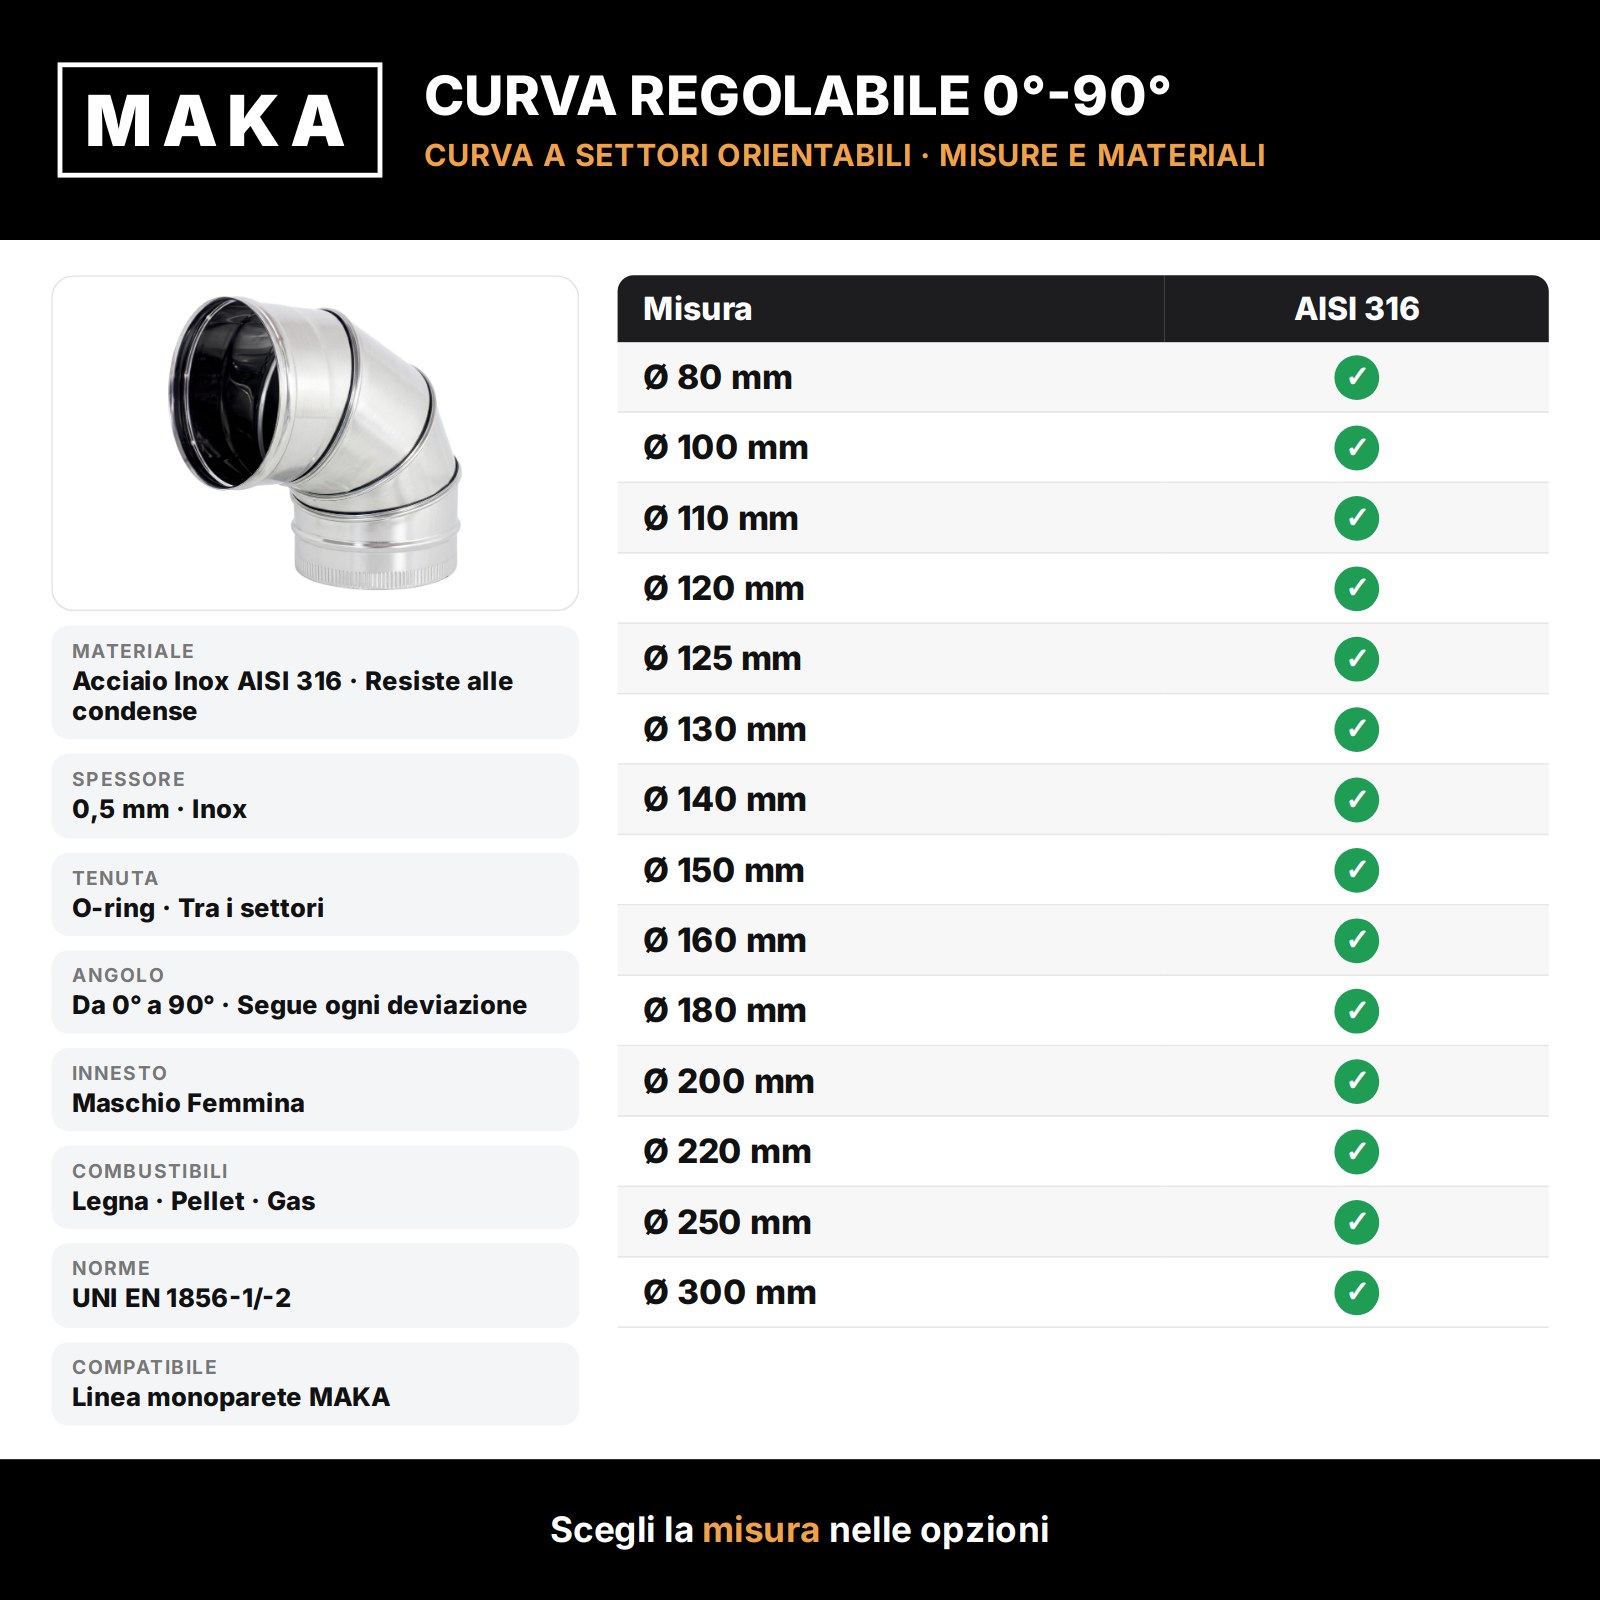 MAKA
CURVA REGOLABILE 0°-90°
CURVA A SETTORI ORIENTABILI · MISURE E MATERIALI
MATERIALE
Acciaio Inox AISI 316 · Resiste alle
condense
SPESSORE
0,5 mm · Inox
TENUTA
O-ring · Tra i settori
ANGOLO
Da 0° a 90° · Segue ogni deviazione
INNESTO
Maschio Femmina
COMBUSTIBILI
Legna · Pellet · Gas
NORME
UNI EN 1856-1/-2
COMPATIBILE
Linea monoparete MAKA
Misura AISI 316
Ø 80 mm ✓
Ø 100 mm ✓
Ø 110 mm ✓
Ø 120 mm ✓
Ø 125 mm ✓
Ø 130 mm ✓
Ø 140 mm ✓
Ø 150 mm ✓
Ø 160 mm ✓
Ø 180 mm ✓
Ø 200 mm ✓
Ø 220 mm ✓
Ø 250 mm ✓
Ø 300 mm ✓
Scegli la misura nelle opzioni